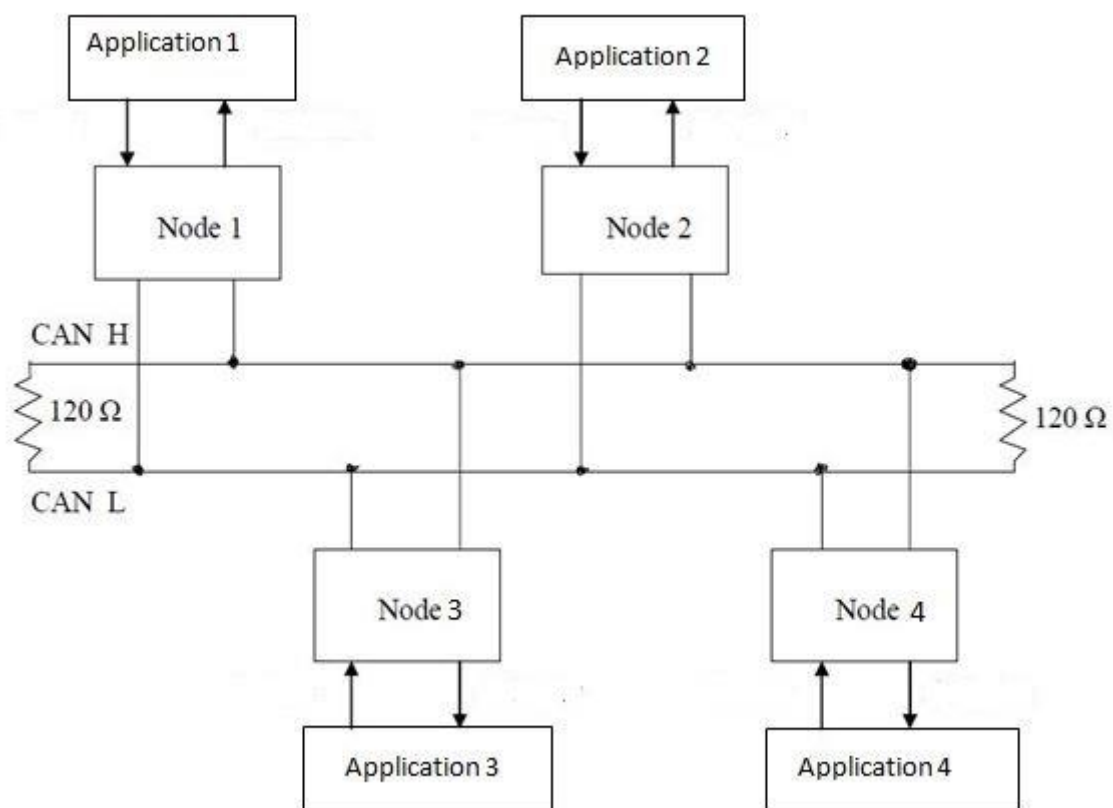 Application 1
Application 2
Node 1
Node 2
CAN H
120 Ω
120 Ω
CAN L
Node 3
Node 4
Application 3
Application 4